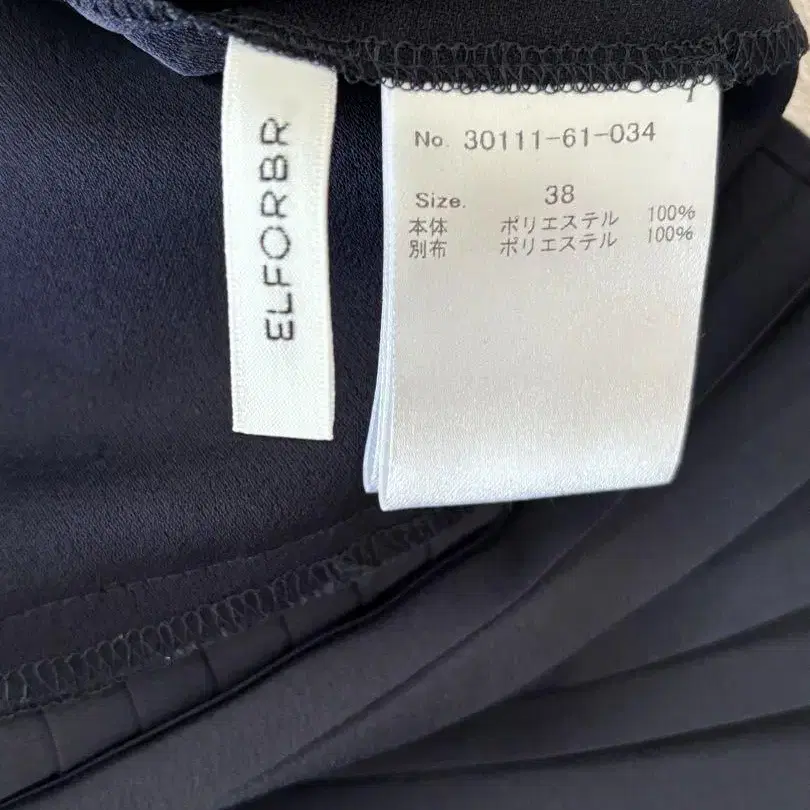 ELFORBR
No. 30111-61-034
Size. 38
本体 ポリエステル 100%
別布 ポリエステル 100%